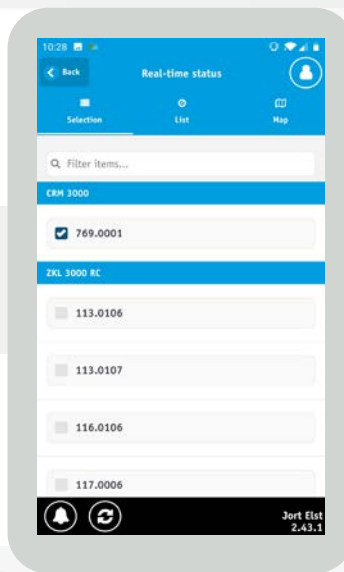 10:28
Back
Real-time status
Selection
List
Map
Filter items...
CRM 3000
769.0001
ZKL 3000 RC
113.0106
113.0107
116.0106
117.0006
Jort Elst
2.43.1